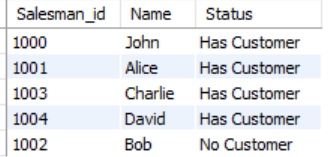 Salesman_id Name Status
1000 John Has Customer
1001 Alice Has Customer
1003 Charlie Has Customer
1004 David Has Customer
1002 Bob No Customer